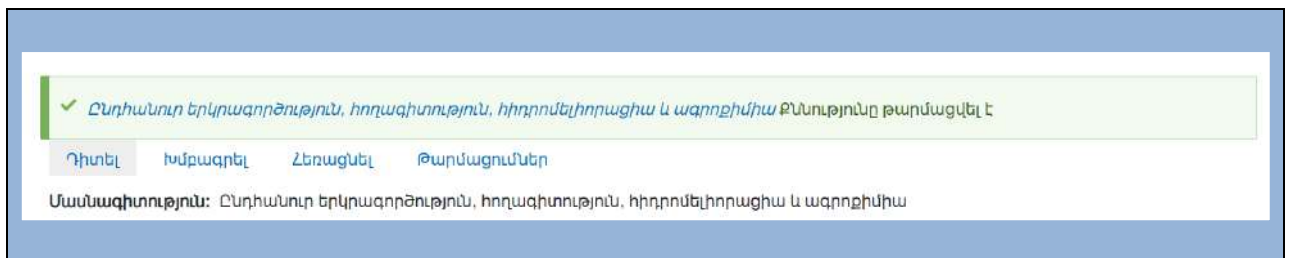 Ընդհանուր երկրագործություն, հողագիտություն, հիդրոմելիորացիա և ագրոքիմիա Քննությունը թարմացվել է
Դիտել Խմբագրել Հեռացնել Թարմացումներ
Մասնագիտություն: Ընդհանուր երկրագործություն, հողագիտություն, հիդրոմելիորացիա և ագրոքիմիա